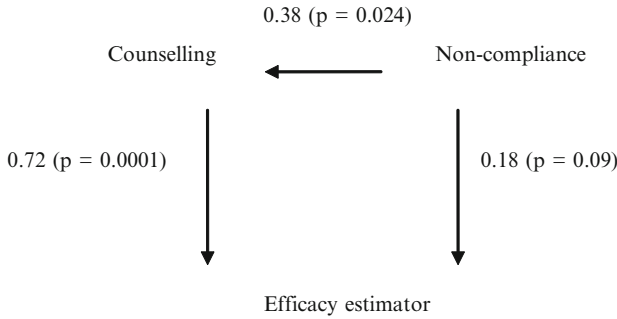 0.38 (p = 0.024)
Counselling
Non-compliance
0.72 (p = 0.0001)
0.18 (p = 0.09)
Efficacy estimator